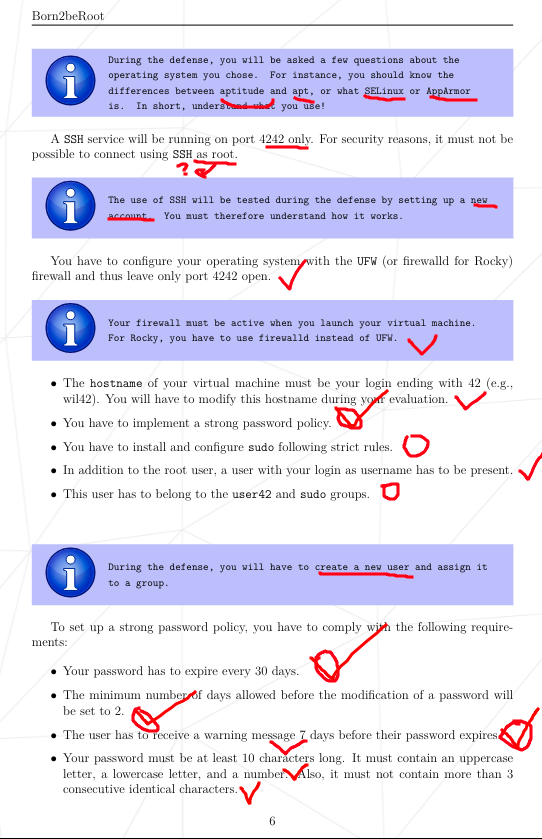 Born2beRoot
During the defense, you will be asked a few questions about the
operating system you chose. For instance, you should know the
differences between aptitude and apt, or what SELinux or AppArmor
is. In short, understand what you use!
A SSH service will be running on port 4242 only. For security reasons, it must not be
possible to connect using SSH as root.
?
The use of SSH will be tested during the defense by setting up a new
account. You must therefore understand how it works.
You have to configure your operating system with the UFW (or firewalld for Rocky)
firewall and thus leave only port 4242 open.
Your firewall must be active when you launch your virtual machine.
For Rocky, you have to use firewalld instead of UFW.
• The hostname of your virtual machine must be your login ending with 42 (e.g.,
wil42). You will have to modify this hostname during your evaluation.
• You have to implement a strong password policy.
• You have to install and configure sudo following strict rules.
• In addition to the root user, a user with your login as username has to be present.
• This user has to belong to the user42 and sudo groups.
During the defense, you will have to create a new user and assign it
to a group.
To set up a strong password policy, you have to comply with the following require-
ments:
• Your password has to expire every 30 days.
• The minimum number of days allowed before the modification of a password will
be set to 2.
• The user has to receive a warning message 7 days before their password expires.
• Your password must be at least 10 characters long. It must contain an uppercase
letter, a lowercase letter, and a number. Also, it must not contain more than 3
consecutive identical characters.
6